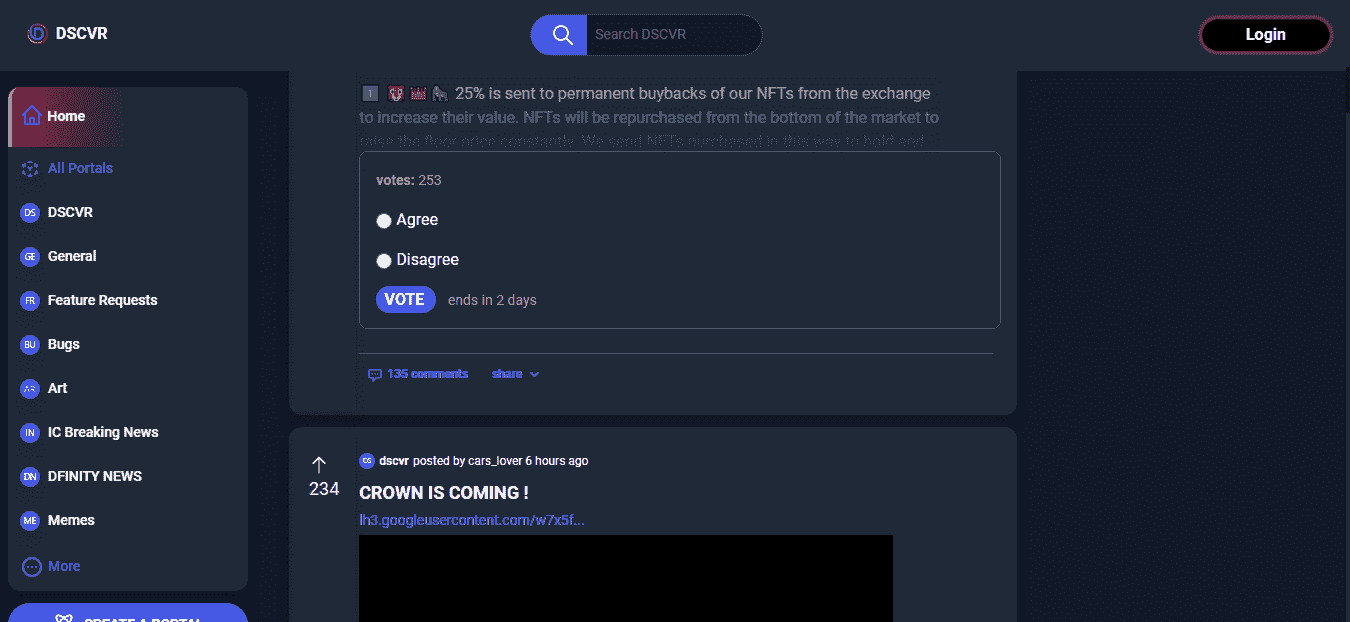 DSCVR
Search DSCVR
Login
Home
All Portals
DS DSCVR
GE General
FR Feature Requests
BU Bugs
AR Art
IN IC Breaking News
DN DFINITY NEWS
ME Memes
More
CREATE A PORTAL
1 25% is sent to permanent buybacks of our NFTs from the exchange
to increase their value. NFTs will be repurchased from the bottom of the market to
raise the floor price constantly. We send NFTs purchased in this way to hold and
votes: 253
Agree
Disagree
VOTE ends in 2 days
135 comments share
234
DS dscvr posted by cars_lover 6 hours ago
CROWN IS COMING !
lh3.googleusercontent.com/w7x5f...